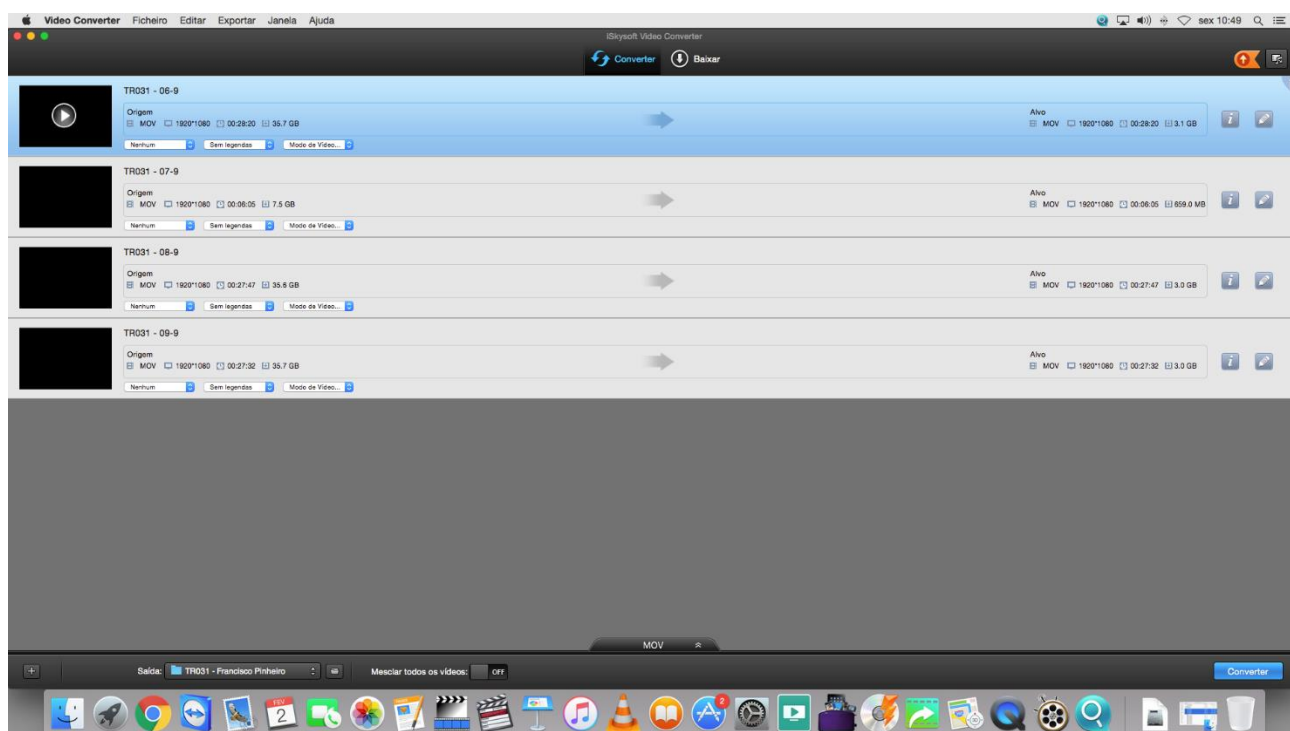 Video Converter Ficheiro Editar Exportar Janela Ajuda sex 10:49
iSkysoft Video Converter
Converter Baixar
TR031 - 06-9
Origem Alvo
MOV 1920*1080 00:28:20 35.7 GB MOV 1920*1080 00:28:20 3.1 GB
Nenhum Sem legendas Modo de Vídeo...
TR031 - 07-9
Origem Alvo
MOV 1920*1080 00:06:05 7.5 GB MOV 1920*1080 00:06:05 659.0 MB
Nenhum Sem legendas Modo de Vídeo...
TR031 - 08-9
Origem Alvo
MOV 1920*1080 00:27:47 35.6 GB MOV 1920*1080 00:27:47 3.0 GB
Nenhum Sem legendas Modo de Vídeo...
TR031 - 09-9
Origem Alvo
MOV 1920*1080 00:27:32 35.7 GB MOV 1920*1080 00:27:32 3.0 GB
Nenhum Sem legendas Modo de Vídeo...
MOV
Saída: TR031 - Francisco Pinheiro Mesclar todos os vídeos: OFF Converter
FEV
2
2